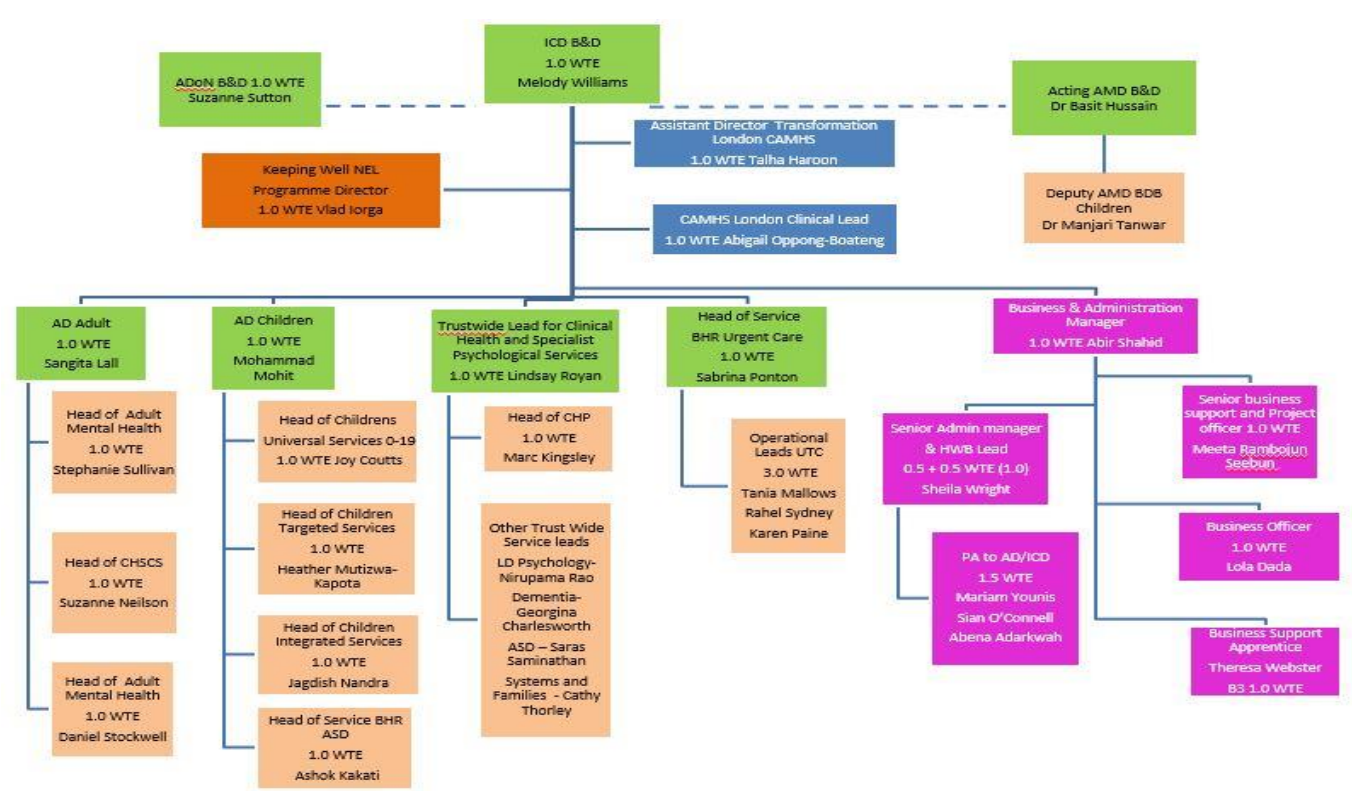 ICD B&D
1.0 WTE
Melody Williams
ADoN B&D 1.0 WTE
Suzanne Sutton
Acting AMD B&D
Dr Basit Hussain
Assistant Director Transformation
London CAMHS
1.0 WTE Talha Haroon
Keeping Well NEL
Programme Director
1.0 WTE Vlad Iorga
Deputy AMD BDB
Children
Dr Manjari Tanwar
CAMHS London Clinical Lead
1.0 WTE Abigail Oppong-Boateng
AD Adult
1.0 WTE
Sangita Lall
AD Children
1.0 WTE
Mohammad
Mohit
Trustwide Lead for Clinical
Health and Specialist
Psychological Services
1.0 WTE Lindsay Royan
Head of Service
BHR Urgent Care
1.0 WTE
Sabrina Ponton
Business & Administration
Manager
1.0 WTE Abir Shahid
Head of Adult
Mental Health
1.0 WTE
Stephanie Sullivan
Head of CHSCS
1.0 WTE
Suzanne Neilson
Head of Adult
Mental Health
1.0 WTE
Daniel Stockwell
Head of Childrens
Universal Services 0-19
1.0 WTE Joy Coutts
Head of Children
Targeted Services
1.0 WTE
Heather Mutizwa-
Kapota
Head of Children
Integrated Services
1.0 WTE
Jagdish Nandra
Head of Service BHR
ASD
1.0 WTE
Ashok Kakati
Head of CHP
1.0 WTE
Marc Kingsley
Other Trust Wide
Service leads
LD Psychology-
Nirupama Rao
Dementia-
Georgina
Charlesworth
ASD – Saras
Saminathan
Systems and
Families - Cathy
Thorley
Operational
Leads UTC
3.0 WTE
Tania Mallows
Rahel Sydney
Karen Paine
Senior Admin manager
& HWB Lead
0.5 + 0.5 WTE (1.0)
Sheila Wright
PA to AD/ICD
1.5 WTE
Mariam Younis
Sian O'Connell
Abena Adarkwah
Senior business
support and Project
officer 1.0 WTE
Meeta Rambojun
Seebun
Business Officer
1.0 WTE
Lola Dada
Business Support
Apprentice
Theresa Webster
B3 1.0 WTE